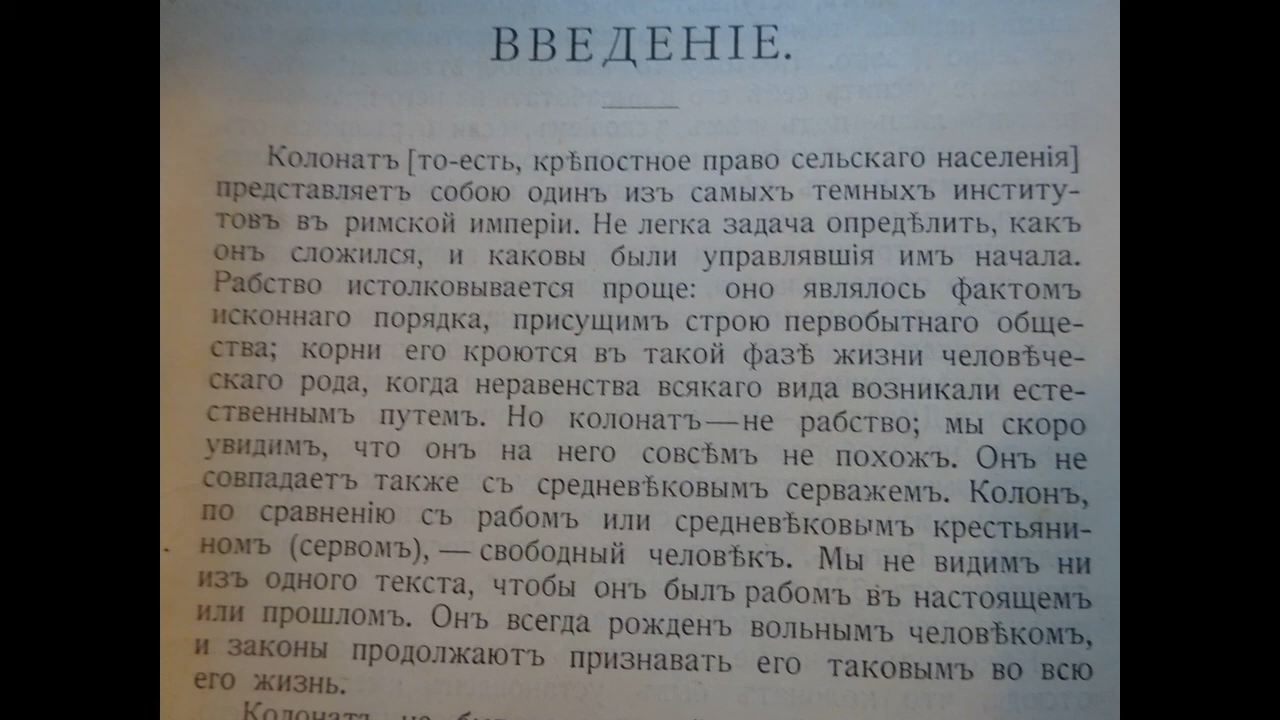 ВВЕДЕНІЕ.
Колонатъ [то-есть, крѣпостное право сельскаго населенія]
представляетъ собою одинъ изъ самыхъ темныхъ институ-
товъ въ римской имперіи. Не легка задача опредѣлить, какъ
онъ сложился, и каковы были управлявшія имъ начала.
Рабство истолковывается проще: оно являлось фактомъ
исконнаго порядка, присущимъ строю первобытнаго обще-
ства; корни его кроются въ такой фазѣ жизни человѣче-
скаго рода, когда неравенства всякаго вида возникали есте-
ственнымъ путемъ. Но колонатъ—не рабство; мы скоро
увидимъ, что онъ на него совсѣмъ не похожъ. Онъ не
совпадаетъ также съ средневѣковымъ серважемъ. Колонъ,
по сравненію съ рабомъ или средневѣковымъ крестьяни-
номъ (сервомъ), — свободный человѣкъ. Мы не видимъ ни
изъ одного текста, чтобы онъ былъ рабомъ въ настоящемъ
или прошломъ. Онъ всегда рожденъ вольнымъ человѣкомъ,
и законы продолжаютъ признавать его таковымъ во всю
его жизнь.
Колонатъ не